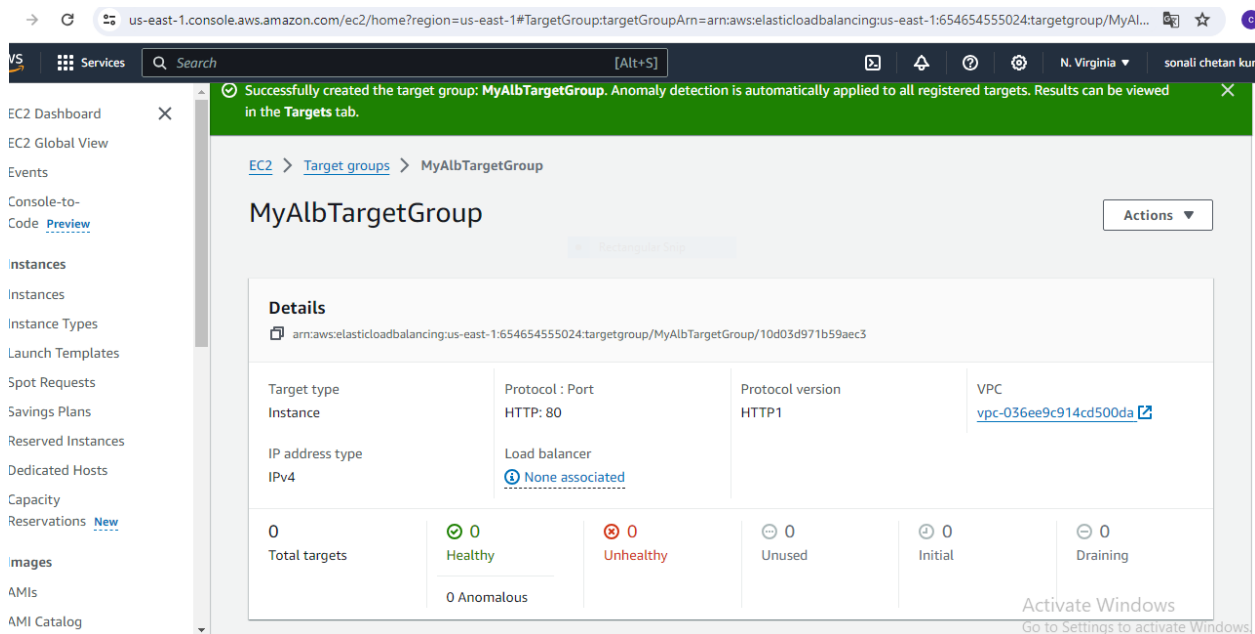 us-east-1.console.aws.amazon.com/ec2/home?region=us-east-1#TargetGroup:targetGroupArn=arn:aws:elasticloadbalancing:us-east-1:654654555024:targetgroup/MyAl...
Services
Search
[Alt+S]
N. Virginia
sonali chetan kur
Successfully created the target group: MyAlbTargetGroup. Anomaly detection is automatically applied to all registered targets. Results can be viewed
in the Targets tab.
EC2 Dashboard
EC2 Global View
Events
Console-to-
Code Preview
Instances
Instances
Instance Types
Launch Templates
Spot Requests
Savings Plans
Reserved Instances
Dedicated Hosts
Capacity
Reservations New
Images
AMIs
AMI Catalog
EC2 > Target groups > MyAlbTargetGroup
MyAlbTargetGroup
Actions
Details
arn:aws:elasticloadbalancing:us-east-1:654654555024:targetgroup/MyAlbTargetGroup/10d03d971b59aec3
Target type
Instance
Protocol : Port
HTTP: 80
Protocol version
HTTP1
VPC
vpc-036ee9c914cd500da
IP address type
IPv4
Load balancer
None associated
0
Total targets
0
Healthy
0 Anomalous
0
Unhealthy
0
Unused
0
Initial
0
Draining
Activate Windows
Go to Settings to activate Windows.